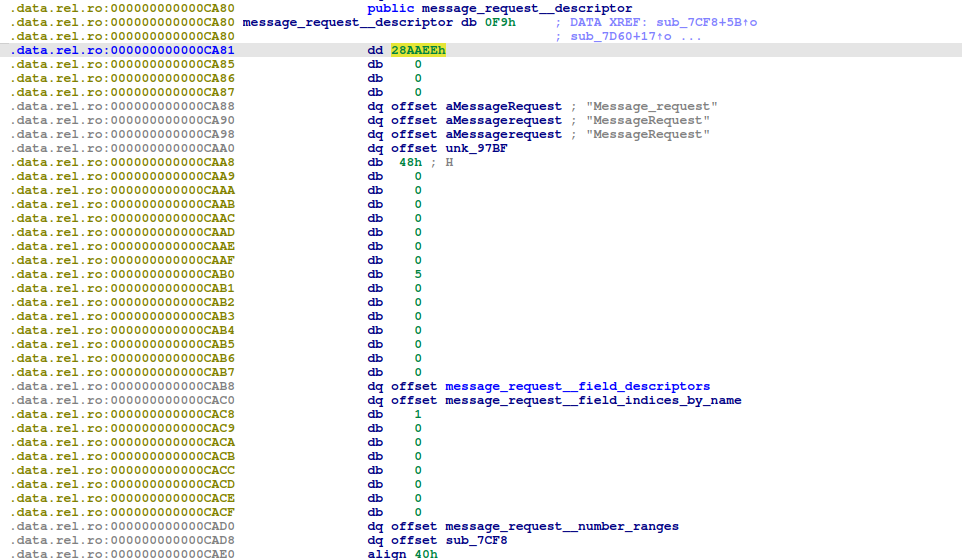 .data.rel.ro:000000000000CA80 public message_request__descriptor
.data.rel.ro:000000000000CA80 message_request__descriptor db 0F9h ; DATA XREF: sub_7CF8+5B↑o
.data.rel.ro:000000000000CA80 ; sub_7D60+17↑o ...
.data.rel.ro:000000000000CA81 dd 28AAEEh
.data.rel.ro:000000000000CA85 db 0
.data.rel.ro:000000000000CA86 db 0
.data.rel.ro:000000000000CA87 db 0
.data.rel.ro:000000000000CA88 dq offset aMessageRequest ; "Message_request"
.data.rel.ro:000000000000CA90 dq offset aMessagerequest ; "MessageRequest"
.data.rel.ro:000000000000CA98 dq offset aMessagerequest ; "MessageRequest"
.data.rel.ro:000000000000CAA0 dq offset unk_97BF
.data.rel.ro:000000000000CAA8 db 48h ; H
.data.rel.ro:000000000000CAA9 db 0
.data.rel.ro:000000000000CAAA db 0
.data.rel.ro:000000000000CAAB db 0
.data.rel.ro:000000000000CAAC db 0
.data.rel.ro:000000000000CAAD db 0
.data.rel.ro:000000000000CAAE db 0
.data.rel.ro:000000000000CAAF db 0
.data.rel.ro:000000000000CAB0 db 5
.data.rel.ro:000000000000CAB1 db 0
.data.rel.ro:000000000000CAB2 db 0
.data.rel.ro:000000000000CAB3 db 0
.data.rel.ro:000000000000CAB4 db 0
.data.rel.ro:000000000000CAB5 db 0
.data.rel.ro:000000000000CAB6 db 0
.data.rel.ro:000000000000CAB7 db 0
.data.rel.ro:000000000000CAB8 dq offset message_request__field_descriptors
.data.rel.ro:000000000000CAC0 dq offset message_request__field_indices_by_name
.data.rel.ro:000000000000CAC8 db 1
.data.rel.ro:000000000000CAC9 db 0
.data.rel.ro:000000000000CACA db 0
.data.rel.ro:000000000000CACB db 0
.data.rel.ro:000000000000CACC db 0
.data.rel.ro:000000000000CACD db 0
.data.rel.ro:000000000000CACE db 0
.data.rel.ro:000000000000CACF db 0
.data.rel.ro:000000000000CAD0 dq offset message_request__number_ranges
.data.rel.ro:000000000000CAD8 dq offset sub_7CF8
.data.rel.ro:000000000000CAE0 align 40h